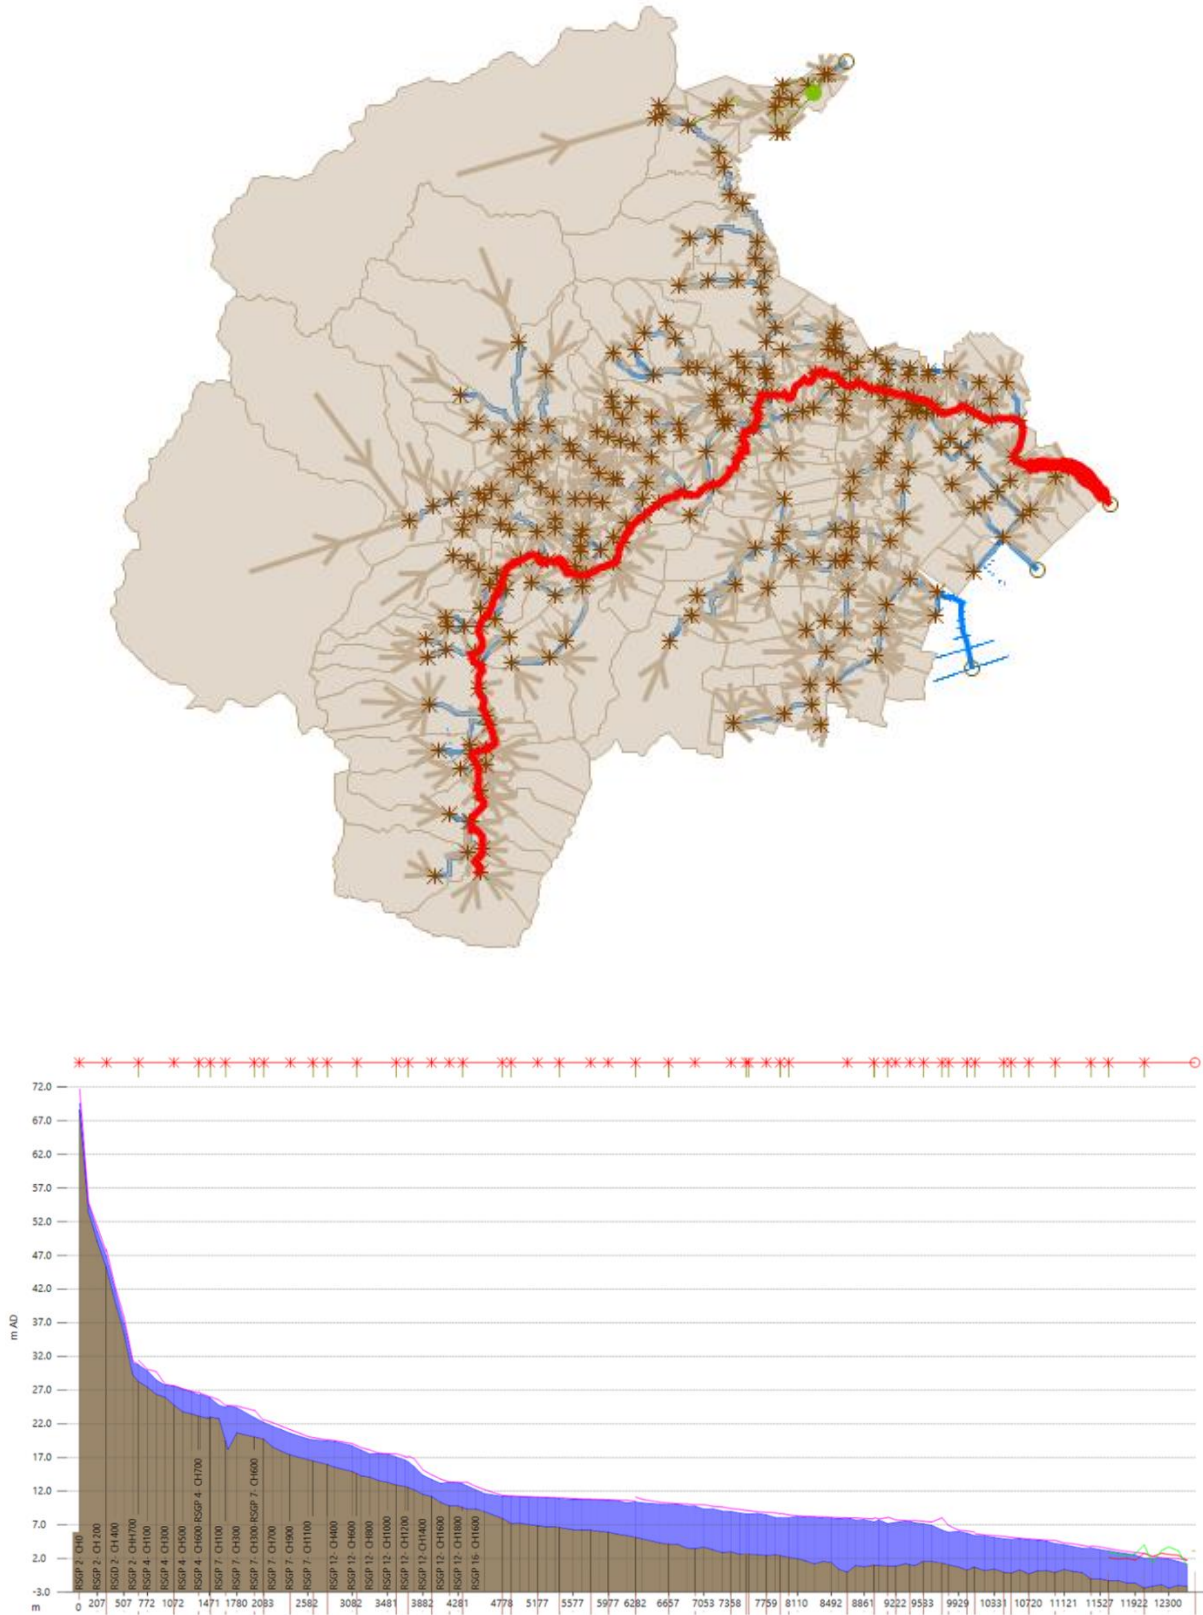 72.0
67.0
62.0
57.0
52.0
47.0
42.0
37.0
32.0
27.0
22.0
17.0
12.0
7.0
2.0
-3.0
m AD
RSGP 2- CH0
RSGP 2- CH 200
RSGD 2- CH 400
RSGP 2- CHH700
RSGP 4- CH100
RSGP 4- CH300
RSGP 4- CH500
RSGP 4- CH600
RSGP 4- CH700
RSGP 7- CH100
RSGP 7- CH300
RSGP 7- CH600
RSGP 7- CH700
RSGP 7- CH900
RSGP 7- CH1100
RSGP 12- CH400
RSGP 12- CH600
RSGP 12- CH800
RSGP 12- CH1000
RSGP 12- CH1200
RSGP 12- CH1400
RSGP 12- CH1600
RSGP 12- CH1800
RSGP 16- CH1600
m 0 207 507 772 1072 1471 1780 2083 2582 3082 3481 3882 4281 4778 5177 5577 5977 6282 6657 7053 7358 7759 8110 8492 8861 9222 9533 9929 10331 10720 11121 11527 11922 12300